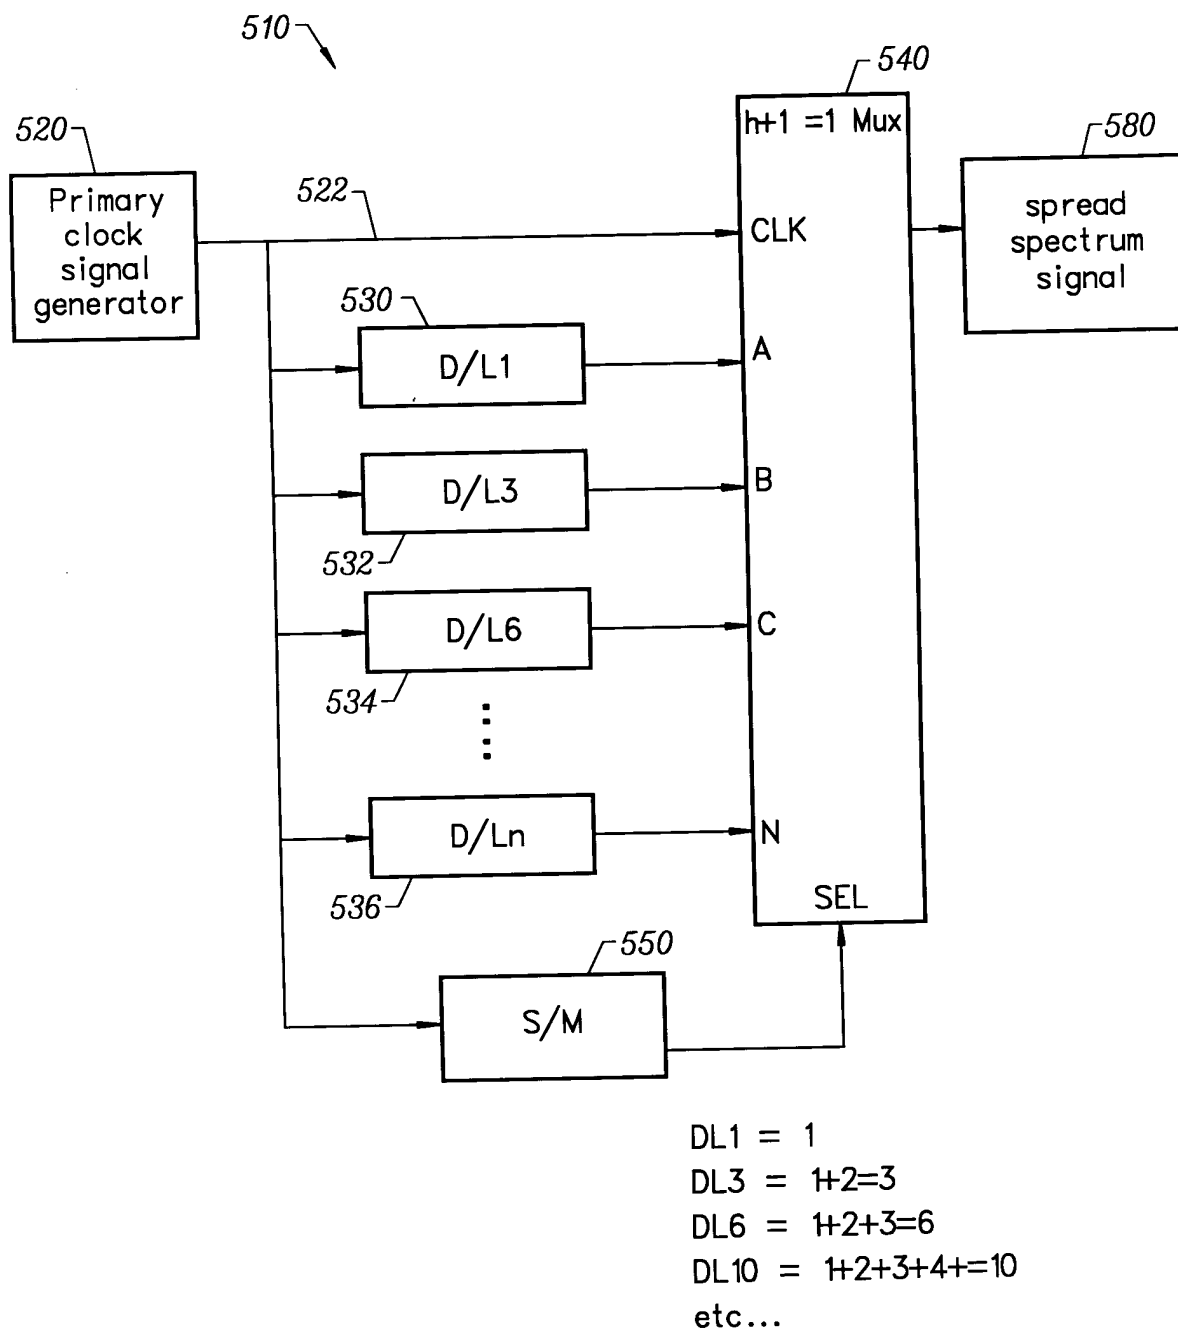 510
540
h+1 =1 Mux
520
580
Primary
clock
signal
generator
522
CLK
spread
spectrum
signal
530
D/L1
A
D/L3
B
532
D/L6
C
534
D/Ln
N
536
SEL
550
S/M
DL1 = 1
DL3 = 1+2=3
DL6 = 1+2+3=6
DL10 = 1+2+3+4+=10
etc...